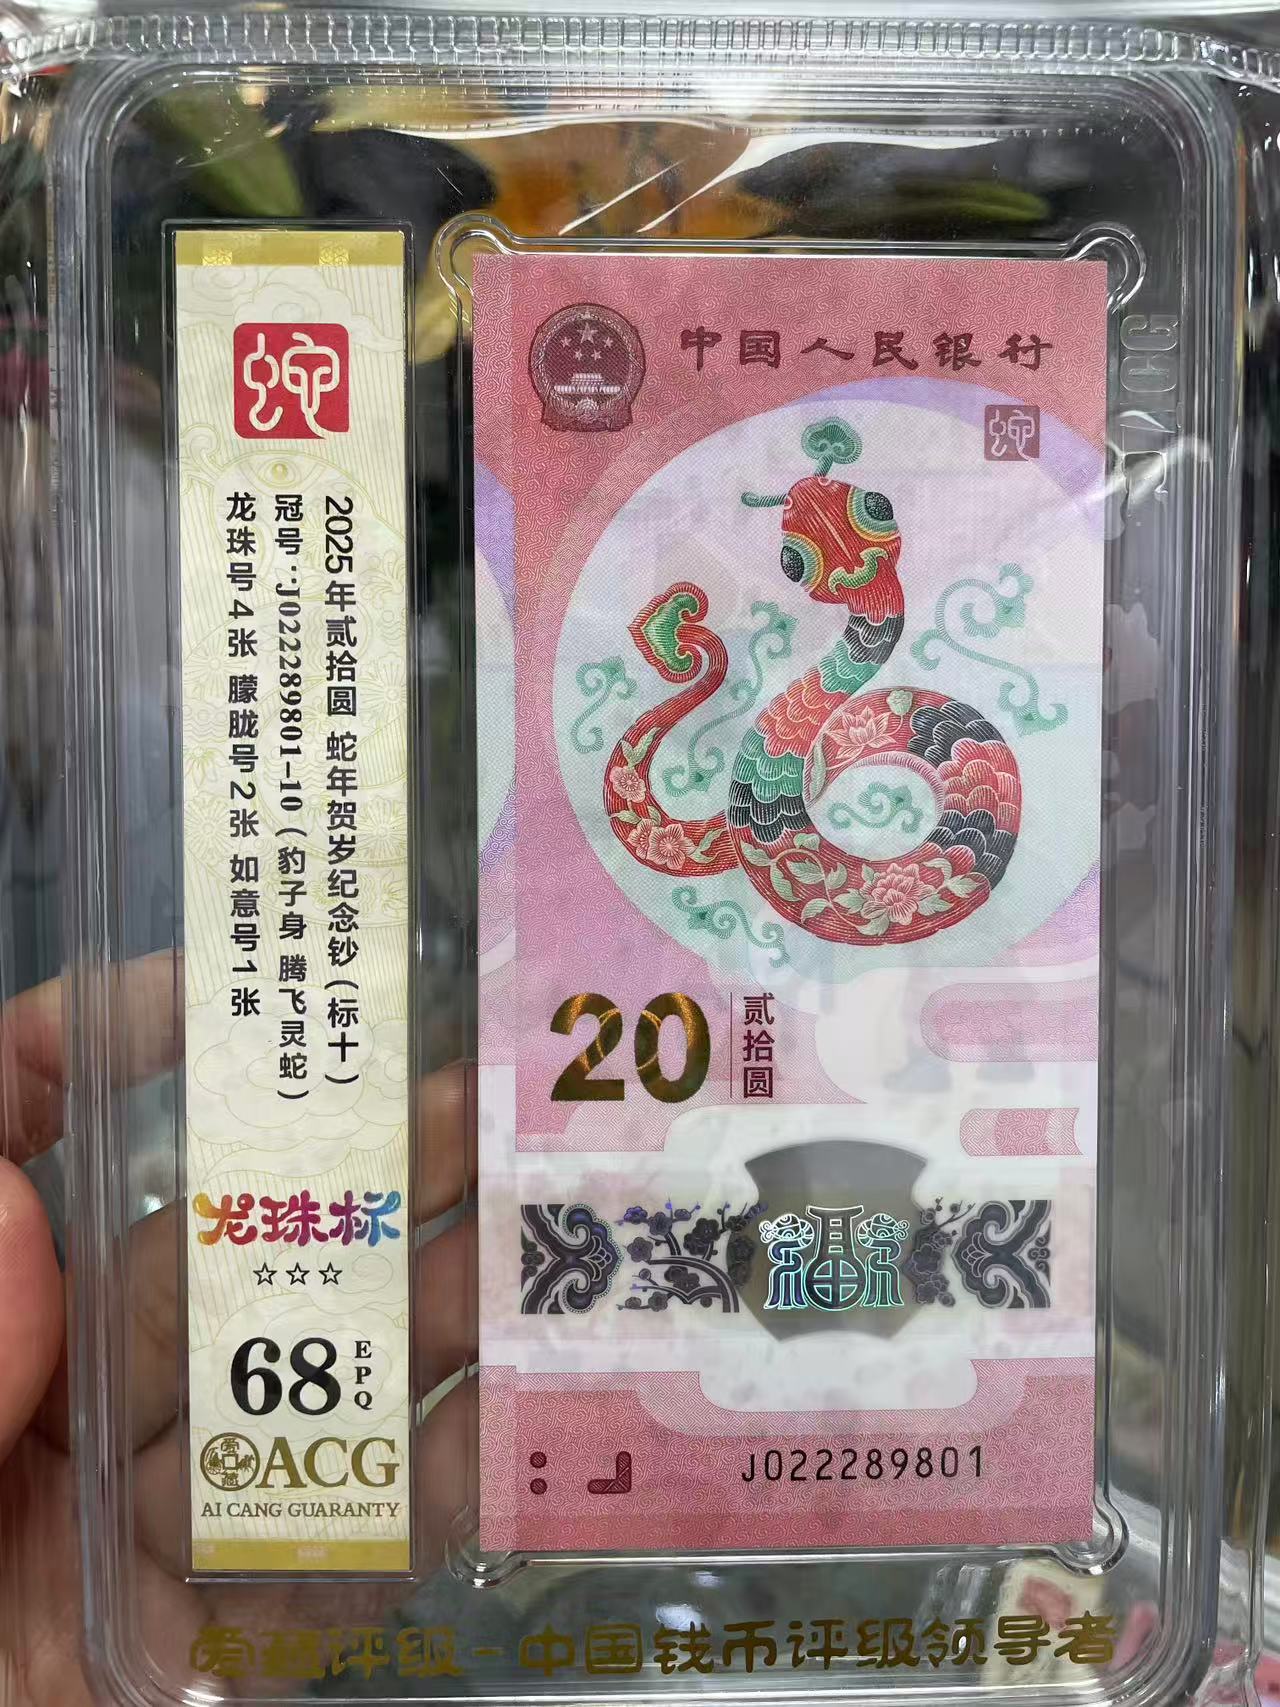 蛇
2025年贰拾圆 蛇年贺岁纪念钞(标十)
冠号:J022289801-10(豹子身 腾飞灵蛇)
龙珠号4张 朦胧号2张 如意号1张
龙珠标
☆☆☆
68 EPQ
ACG
AI CANG GUARANTY
中国人民银行
蛇
20
贰拾圆
福
J022289801
爱藏评级-中国钱币评级领导者